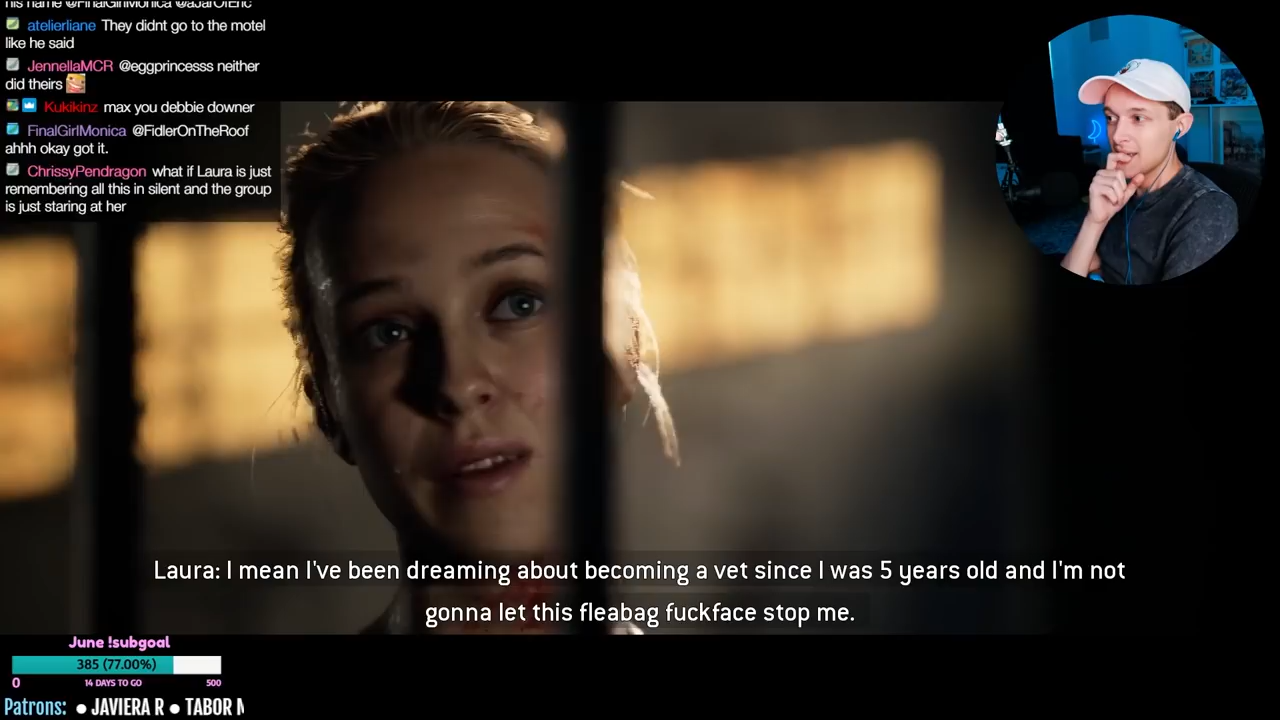 his name @FinalGirlMonica @aJarOfEric
atelierliane They didnt go to the motel
like he said
JennellaMCR @eggprincesss neither
did theirs
Kukikinz max you debbie downer
FinalGirlMonica @FidlerOnTheRoof
ahhh okay got it.
ChrissyPendragon what if Laura is just
remembering all this in silent and the group
is just staring at her
Laura: I mean I've been dreaming about becoming a vet since I was 5 years old and I'm not
gonna let this fleabag fuckface stop me.
June !subgoal
385 (77.00%)
0 14 DAYS TO GO 500
Patrons: ● JAVIERA R ● TABOR